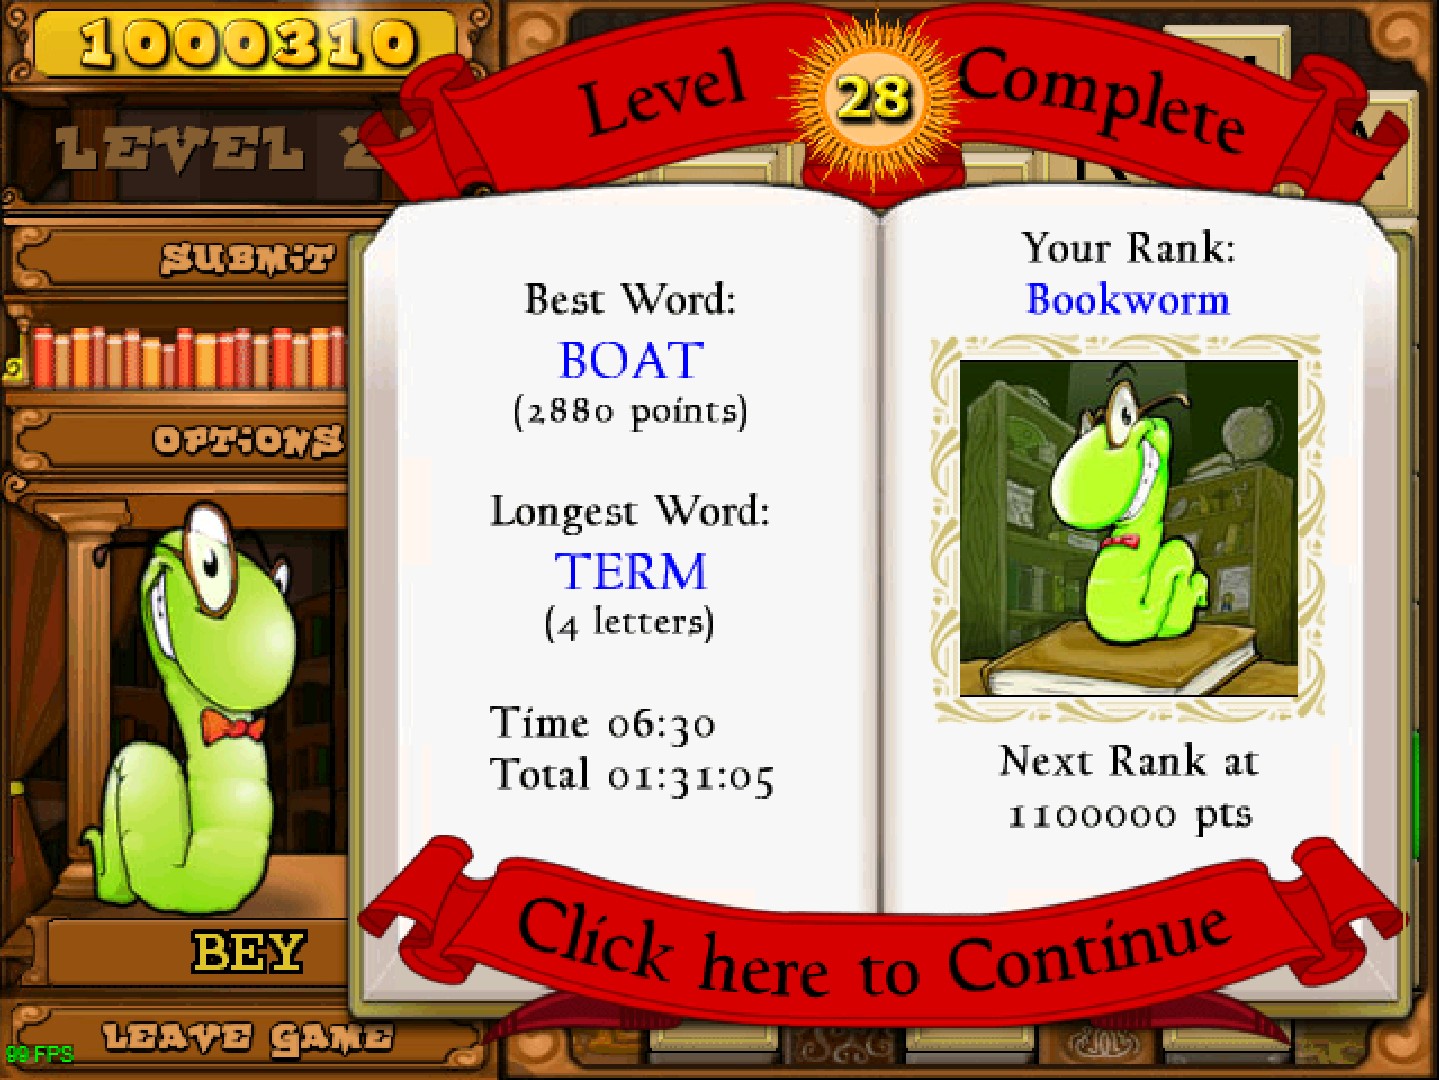 1000310
LEVEL
SUBMIT
OPTIONS
BEY
LEAVE GAME
99 FPS
Level 28 Complete
Best Word:
BOAT
(2880 points)
Longest Word:
TERM
(4 letters)
Time 06:30
Total 01:31:05
Your Rank:
Bookworm
Next Rank at
1100000 pts
Click here to Continue